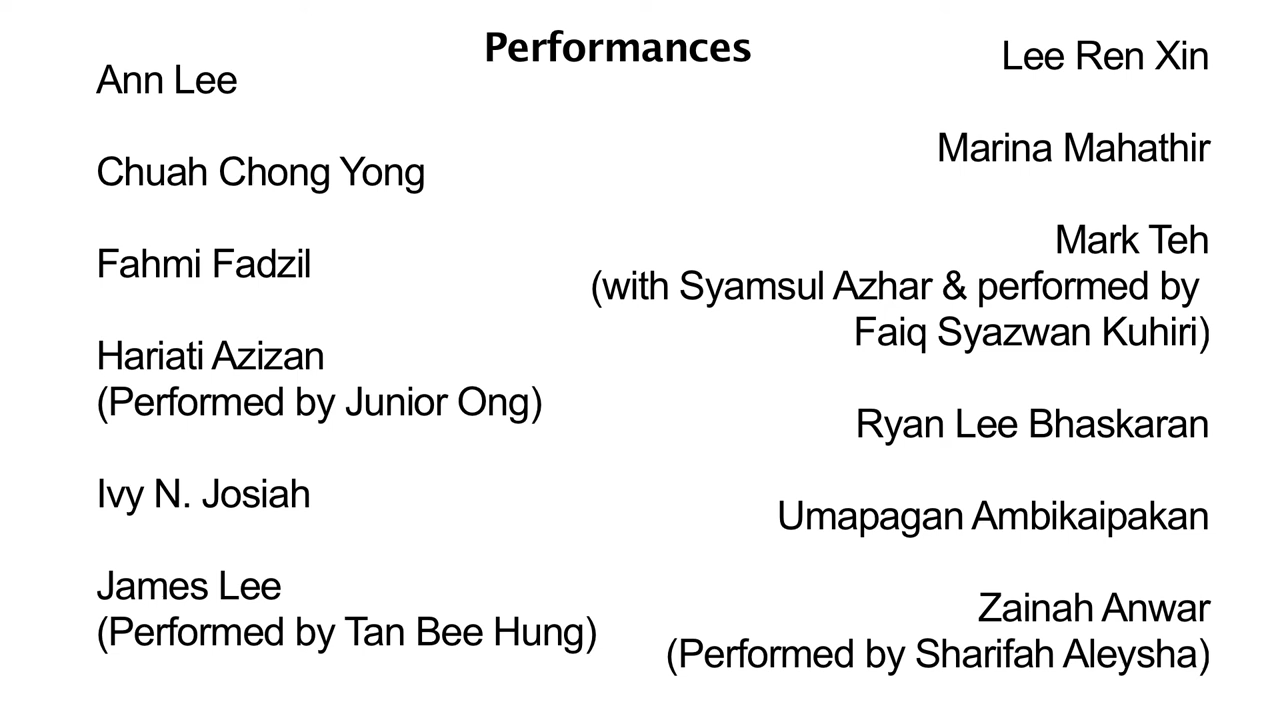 Performances
Ann Lee
Chuah Chong Yong
Fahmi Fadzil
Hariati Azizan
(Performed by Junior Ong)
Ivy N. Josiah
James Lee
(Performed by Tan Bee Hung)
Lee Ren Xin
Marina Mahathir
Mark Teh
(with Syamsul Azhar & performed by
Faiq Syazwan Kuhiri)
Ryan Lee Bhaskaran
Umapagan Ambikaipakan
Zainah Anwar
(Performed by Sharifah Aleysha)